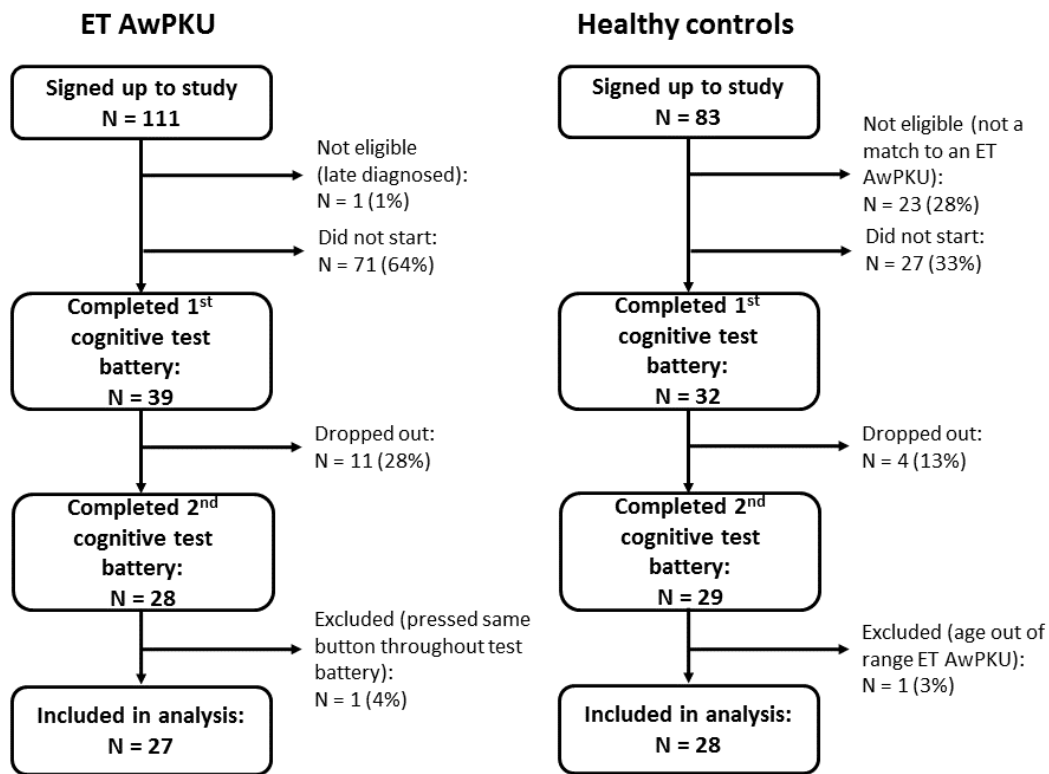 ET AwPKU
Signed up to study
N = 111
Not eligible
(late diagnosed):
N = 1 (1%)
Did not start:
N = 71 (64%)
Completed 1st
cognitive test
battery:
N = 39
Dropped out:
N = 11 (28%)
Completed 2nd
cognitive test
battery:
N = 28
Excluded (pressed same
button throughout test
battery):
N = 1 (4%)
Included in analysis:
N = 27
Healthy controls
Signed up to study
N = 83
Not eligible (not a
match to an ET
AwPKU):
N = 23 (28%)
Did not start:
N = 27 (33%)
Completed 1st
cognitive test
battery:
N = 32
Dropped out:
N = 4 (13%)
Completed 2nd
cognitive test
battery:
N = 29
Excluded (age out of
range ET AwPKU):
N = 1 (3%)
Included in analysis:
N = 28